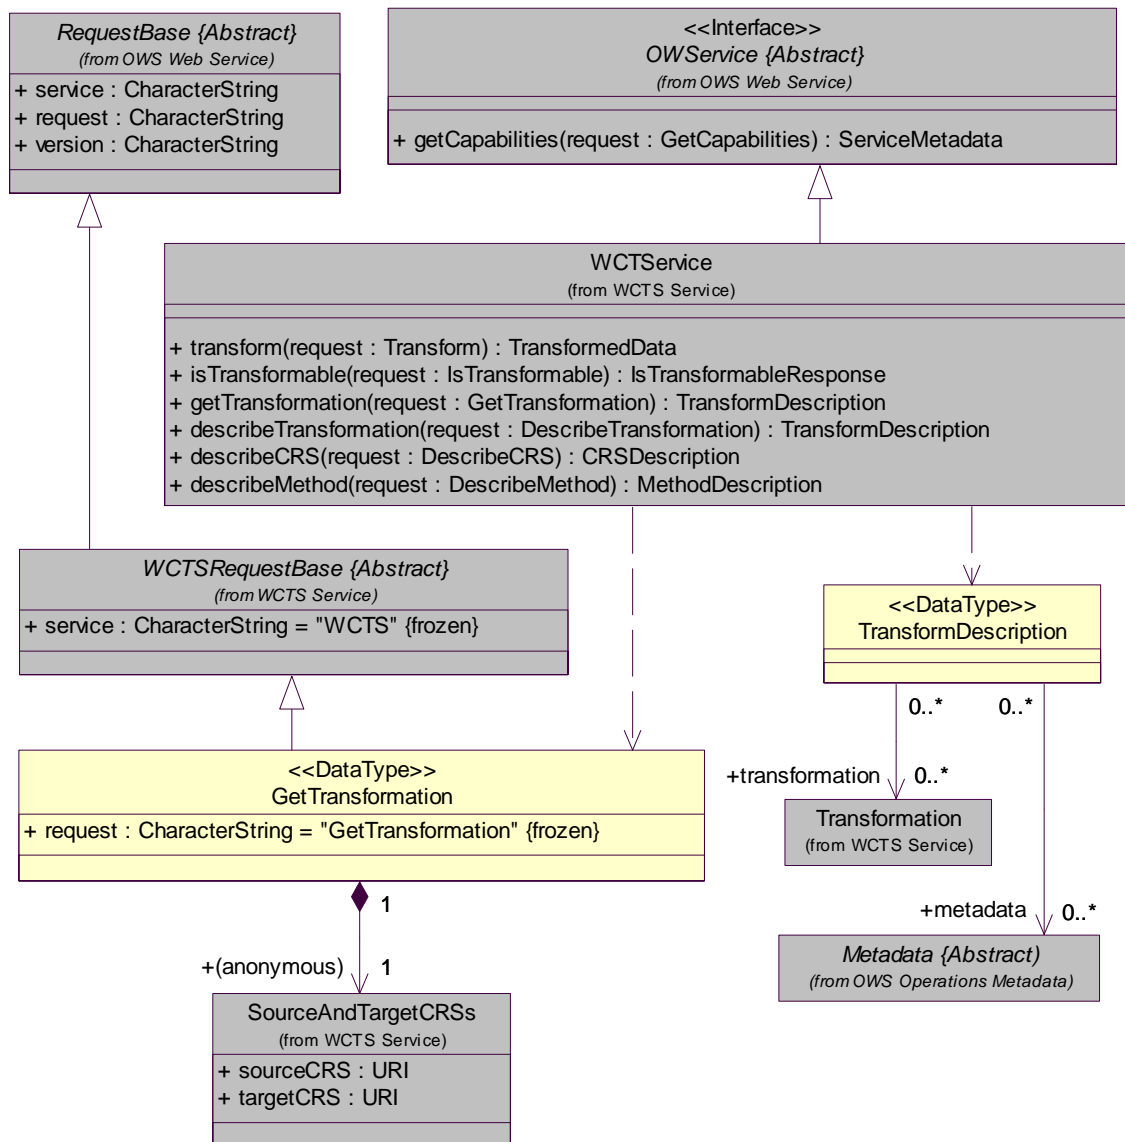 RequestBase {Abstract}
(from OWS Web Service)
+ service : CharacterString
+ request : CharacterString
+ version : CharacterString
<<Interface>>
OWService {Abstract}
(from OWS Web Service)
+ getCapabilities(request : GetCapabilities) : ServiceMetadata
WCTService
(from WCTS Service)
+ transform(request : Transform) : TransformedData
+ isTransformable(request : IsTransformable) : IsTransformableResponse
+ getTransformation(request : GetTransformation) : TransformDescription
+ describeTransformation(request : DescribeTransformation) : TransformDescription
+ describeCRS(request : DescribeCRS) : CRSDescription
+ describeMethod(request : DescribeMethod) : MethodDescription
WCTSRequestBase {Abstract}
(from WCTS Service)
+ service : CharacterString = "WCTS" {frozen}
<<DataType>>
TransformDescription
0..* 0..*
+transformation 0..*
Transformation
(from WCTS Service)
+metadata 0..*
Metadata {Abstract)
(from OWS Operations Metadata)
<<DataType>>
GetTransformation
+ request : CharacterString = "GetTransformation" {frozen}
1
+(anonymous) 1
SourceAndTargetCRSs
(from WCTS Service)
+ sourceCRS : URI
+ targetCRS : URI